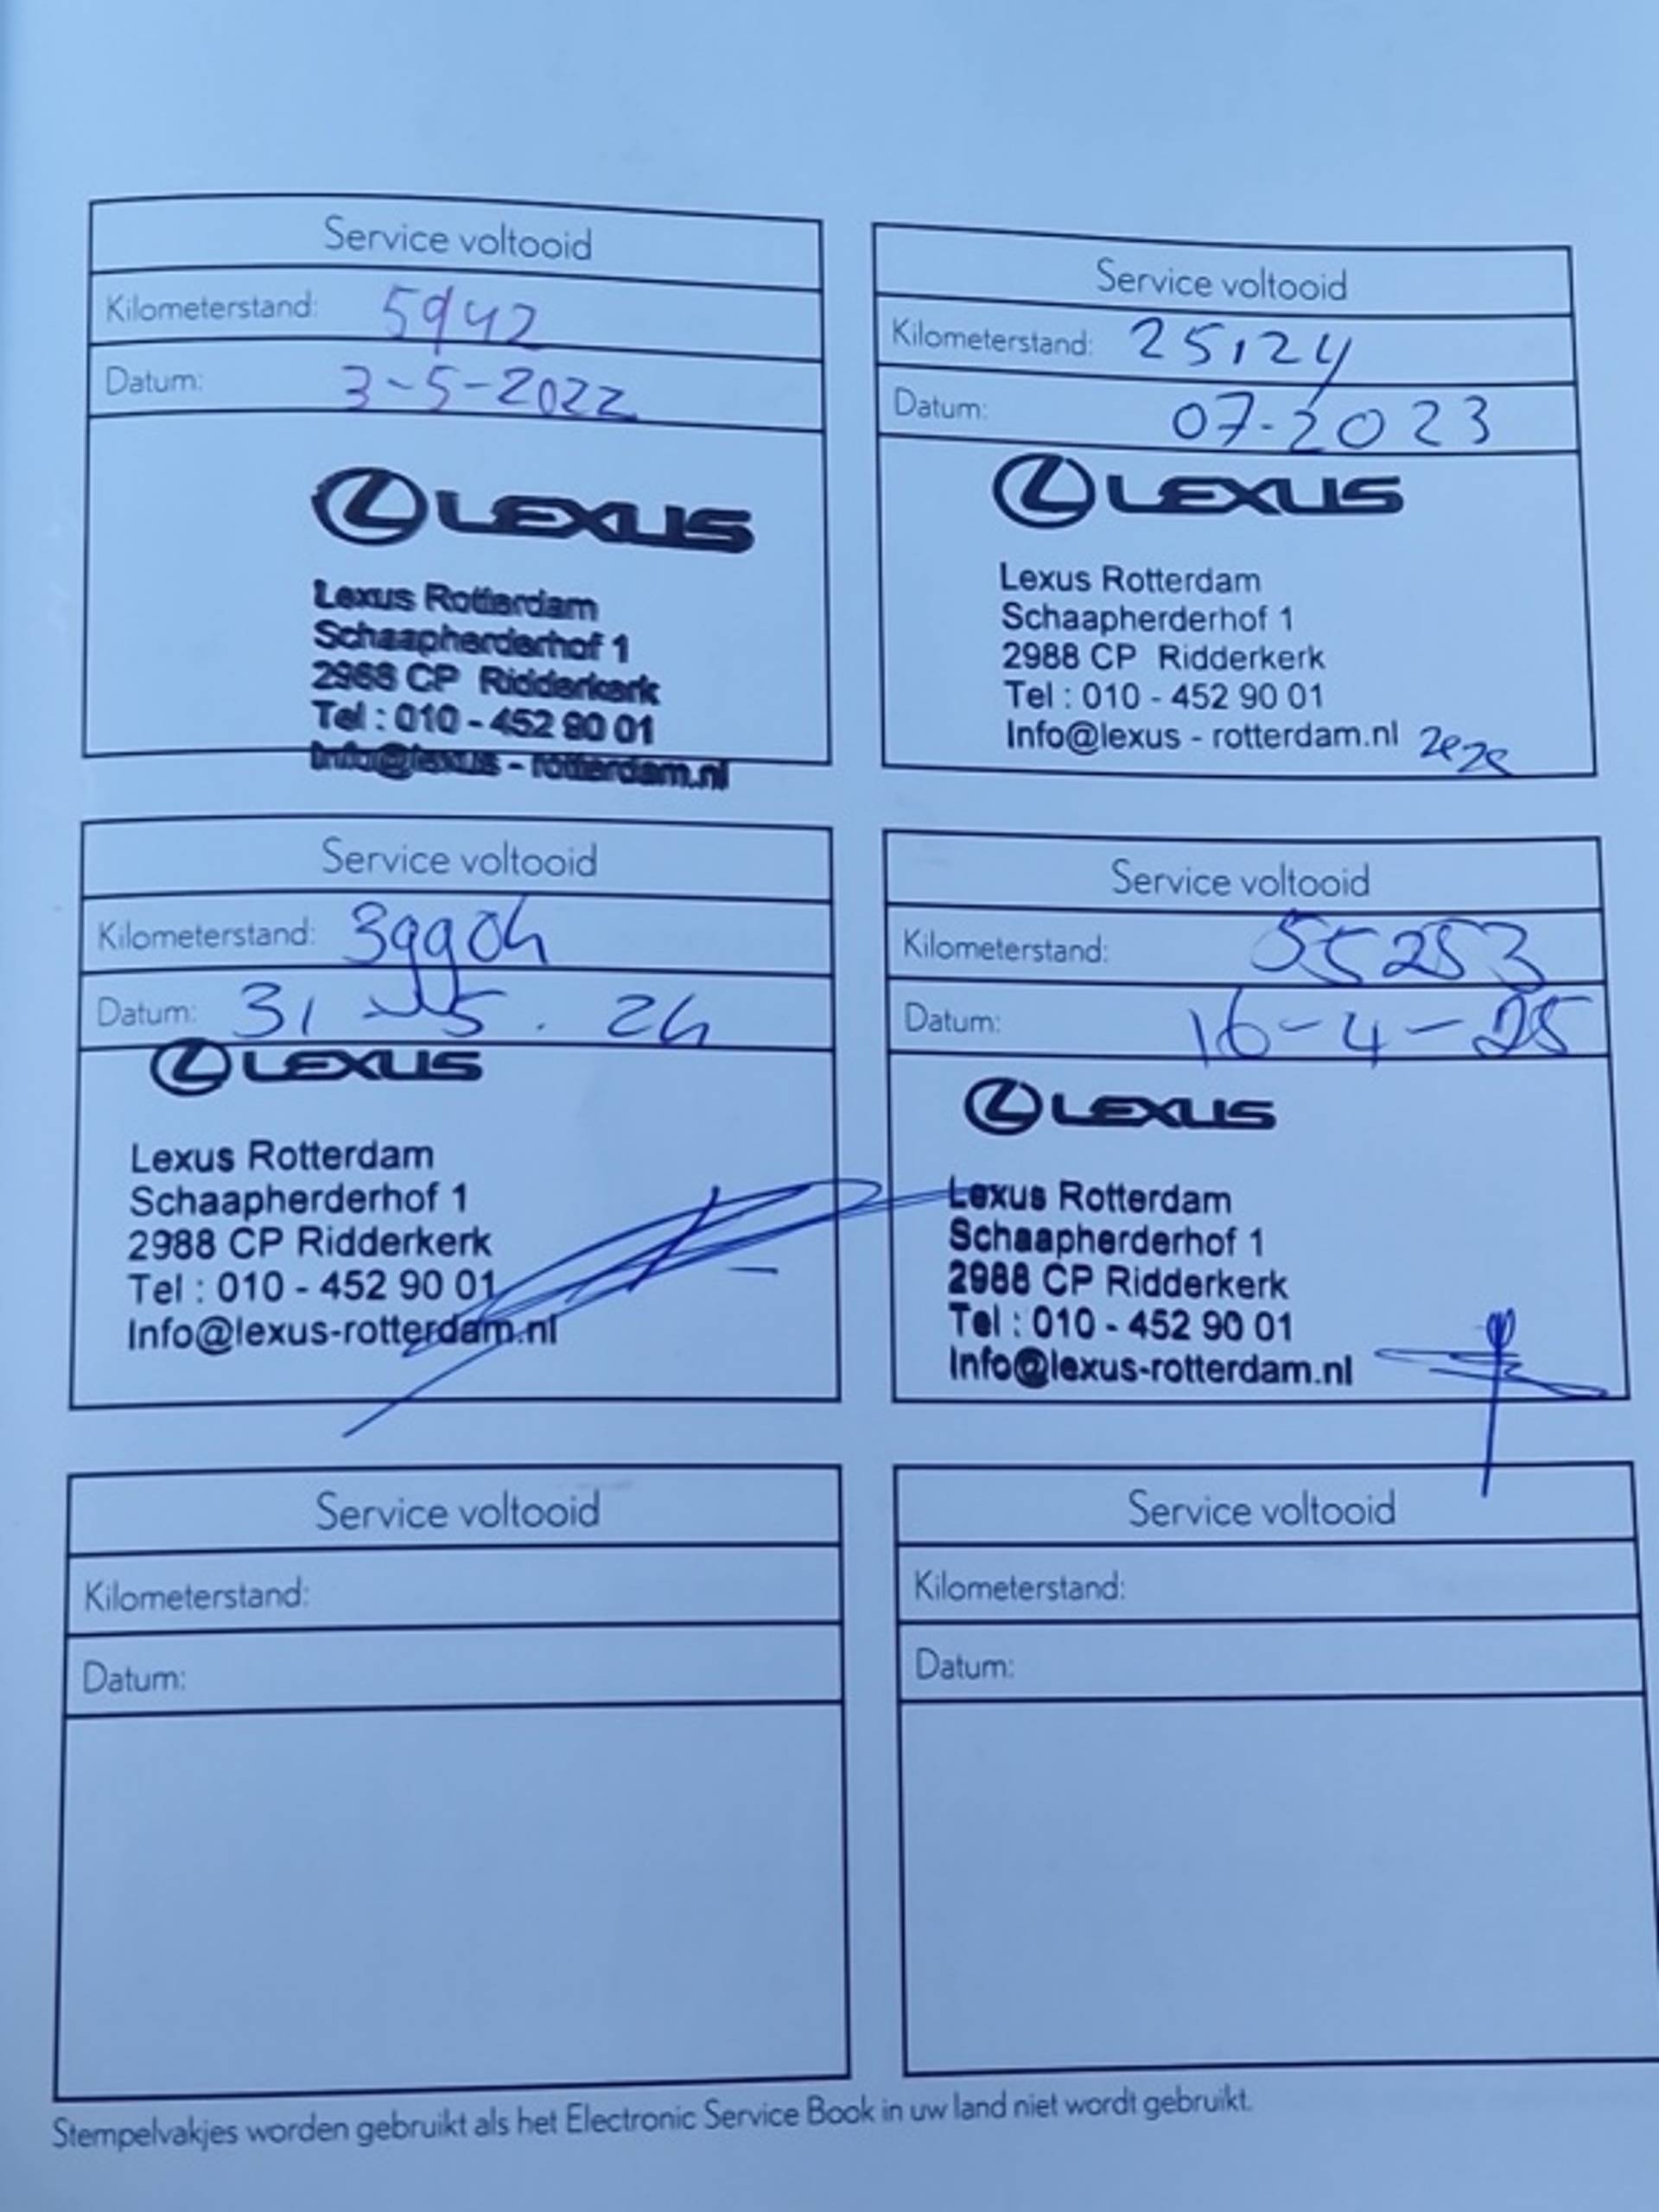 Service voltooid
Kilometerstand: 5942
Datum: 3-5-2022
LEXUS
Lexus Rotterdam
Schaapherderhof 1
2988 CP Ridderkerk
Tel : 010 - 452 90 01
Info@lexus - rotterdam.nl
Service voltooid
Kilometerstand: 25124
Datum: 07-2023
LEXUS
Lexus Rotterdam
Schaapherderhof 1
2988 CP Ridderkerk
Tel : 010 - 452 90 01
Info@lexus - rotterdam.nl
Service voltooid
Kilometerstand: 39904
Datum: 31-5.24
LEXUS
Lexus Rotterdam
Schaapherderhof 1
2988 CP Ridderkerk
Tel : 010 - 452 90 01
Info@lexus-rotterdam.nl
Service voltooid
Kilometerstand: 55253
Datum: 16-4-25
LEXUS
Lexus Rotterdam
Schaapherderhof 1
2988 CP Ridderkerk
Tel : 010 - 452 90 01
Info@lexus-rotterdam.nl
Service voltooid
Kilometerstand:
Datum:
Service voltooid
Kilometerstand:
Datum:
Stempelvakjes worden gebruikt als het Electronic Service Book in uw land niet wordt gebruikt.